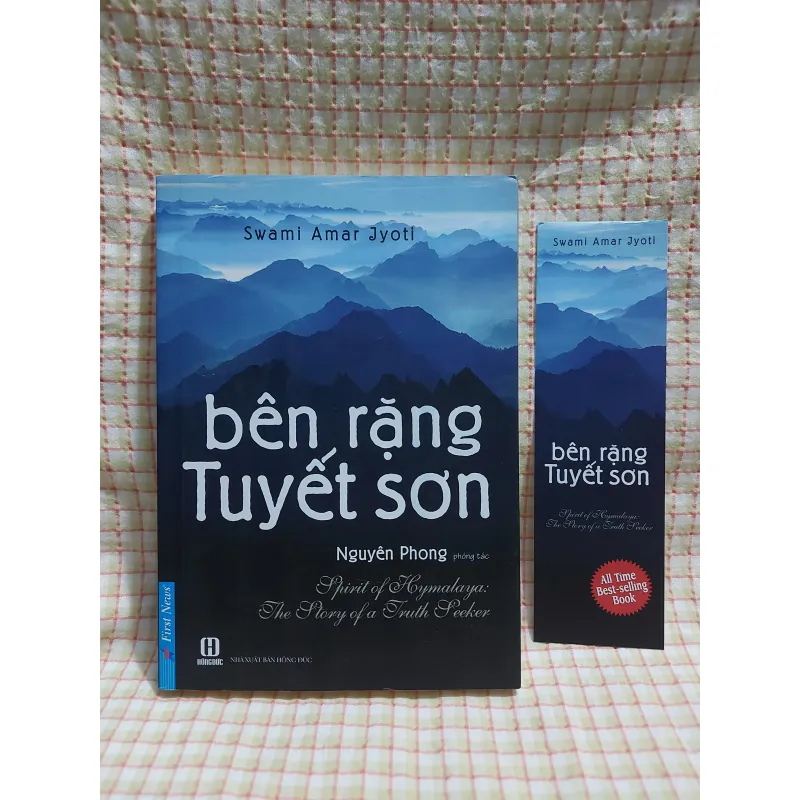 Swami Amar Jyoti
bên rặng
Tuyết sơn
Nguyên Phong phóng tác
Spirit of Hymalaya:
The Story of a Truth Seeker
First News
H
HỒNG ĐỨC
NHÀ XUẤT BẢN HỒNG ĐỨC
Swami Amar Jyoti
bên rặng
Tuyết sơn
Spirit of Hymalaya:
The Story of a Truth Seeker
All Time
Best-selling
Book